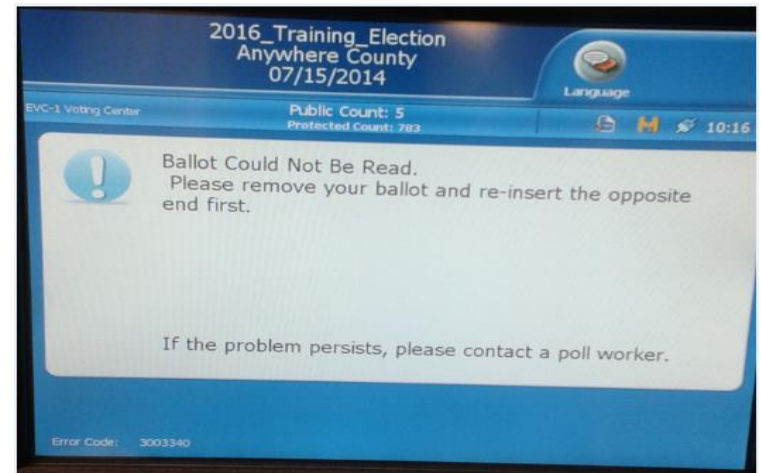 2016_Training_Election
Anywhere County
07/15/2014
Language
EVC-1 Voting Center
Public Count: 5
Protected Count: 783
10:16
Ballot Could Not Be Read.
Please remove your ballot and re-insert the opposite
end first.
If the problem persists, please contact a poll worker.
Error Code: 3003340